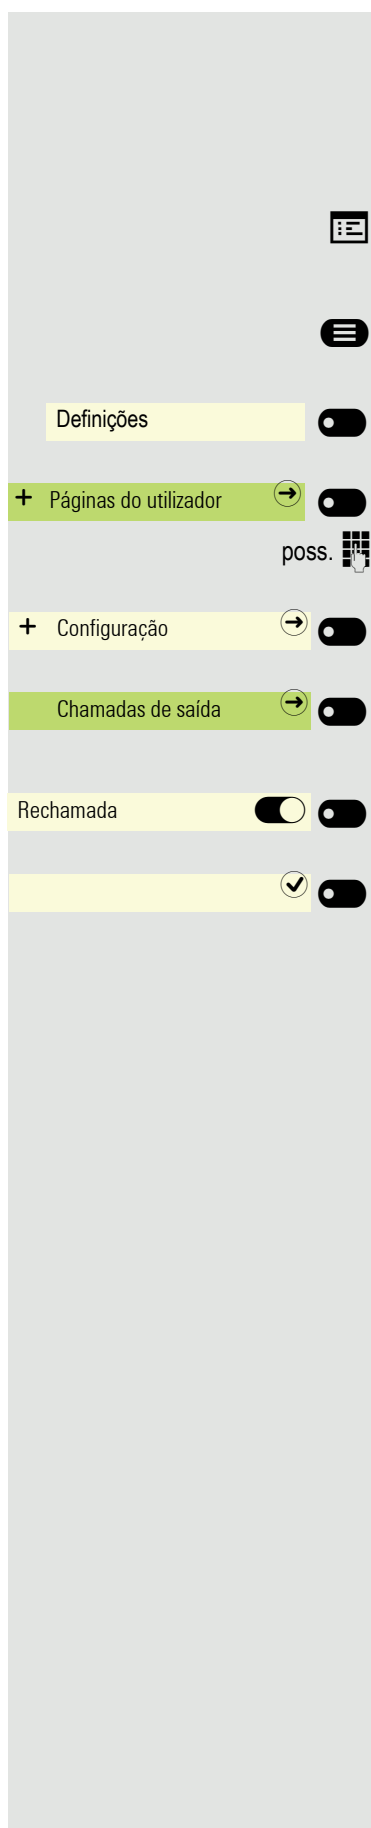 Definições
+ Páginas do utilizador
poss.
+ Configuração
Chamadas de saída
Rechamada